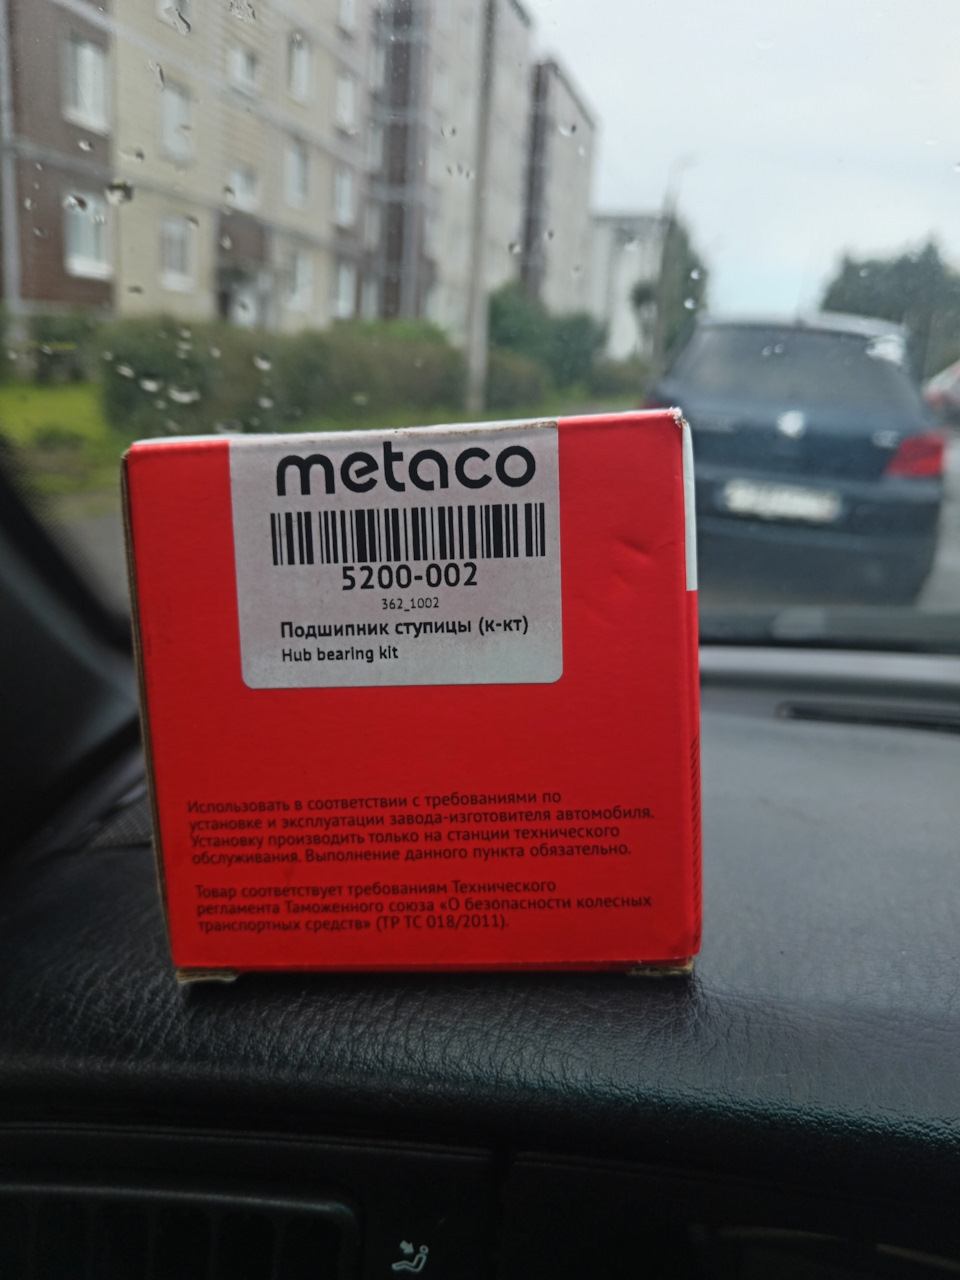 metaco
5200-002
362_1002
Подшипник ступицы (к-кт)
Hub bearing kit
Использовать в соответствии с требованиями по
установке и эксплуатации завода-изготовителя автомобиля.
Установку производить только на станции технического
обслуживания. Выполнение данного пункта обязательно.
Товар соответствует требованиям Технического
регламента Таможенного союза «О безопасности колесных
транспортных средств» (ТР ТС 018/2011).